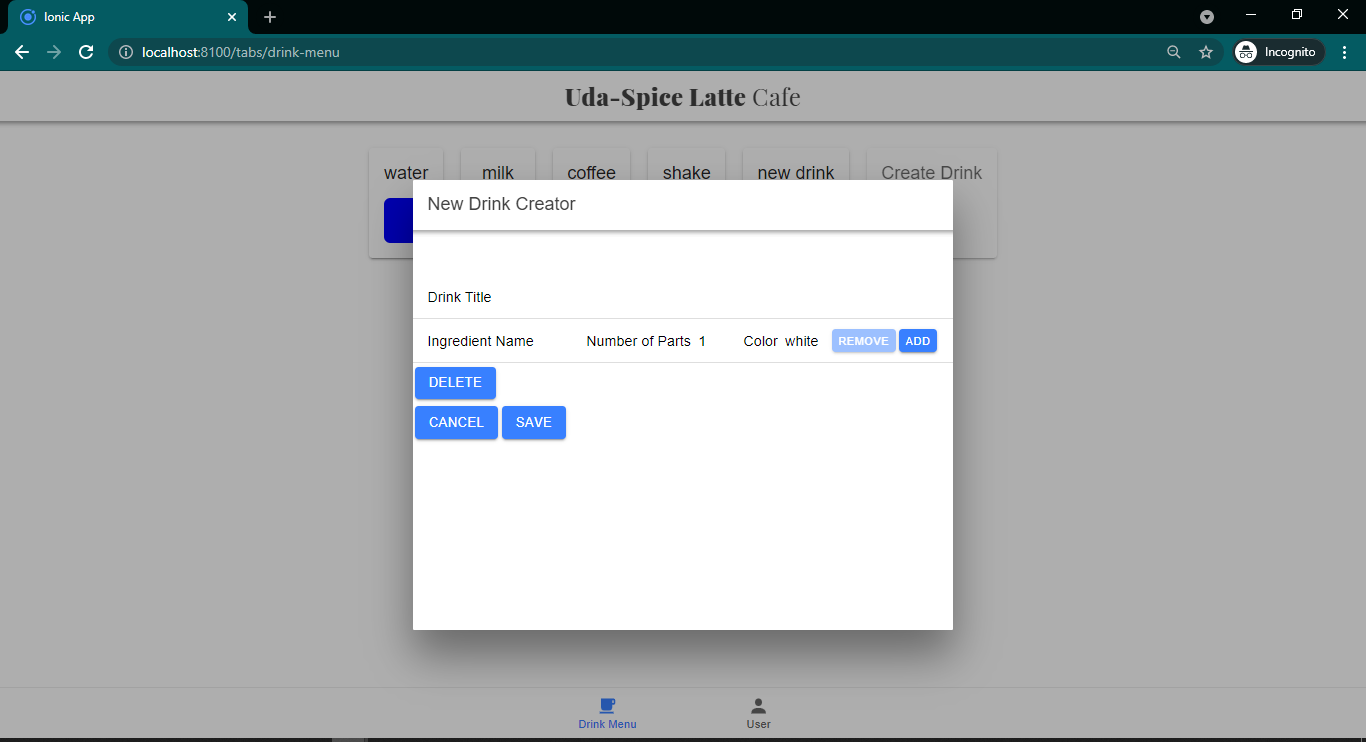 Ionic App
localhost:8100/tabs/drink-menu
Incognito
Uda-Spice Latte Cafe
water milk coffee shake new drink Create Drink
New Drink Creator
Drink Title
Ingredient Name Number of Parts 1 Color white REMOVE ADD
DELETE
CANCEL SAVE
Drink Menu User